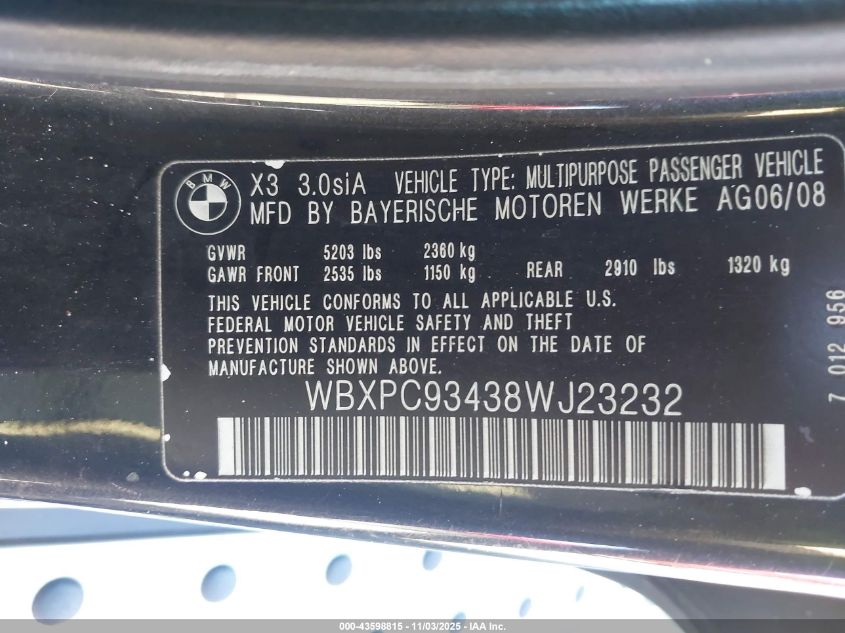 BMW
X3 3.0siA VEHICLE TYPE: MULTIPURPOSE PASSENGER VEHICLE
MFD BY BAYERISCHE MOTOREN WERKE AG06/08
GVWR 5203 lbs 2360 kg
GAWR FRONT 2535 lbs 1150 kg REAR 2910 lbs 1320 kg
THIS VEHICLE CONFORMS TO ALL APPLICABLE U.S.
FEDERAL MOTOR VEHICLE SAFETY AND THEFT
PREVENTION STANDARDS IN EFFECT ON THE DATE OF
MANUFACTURE SHOWN ABOVE.
WBXPC93438WJ23232
7 012 956
000-43598815 - 11/03/2025 - IAA Inc.